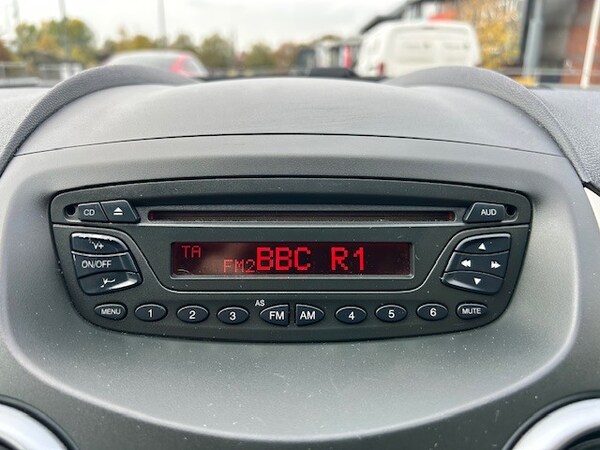 CD AUD
V+
TA FM2 BBC R1
ON/OFF
V-
AS
MENU 1 2 3 FM AM 4 5 6 MUTE